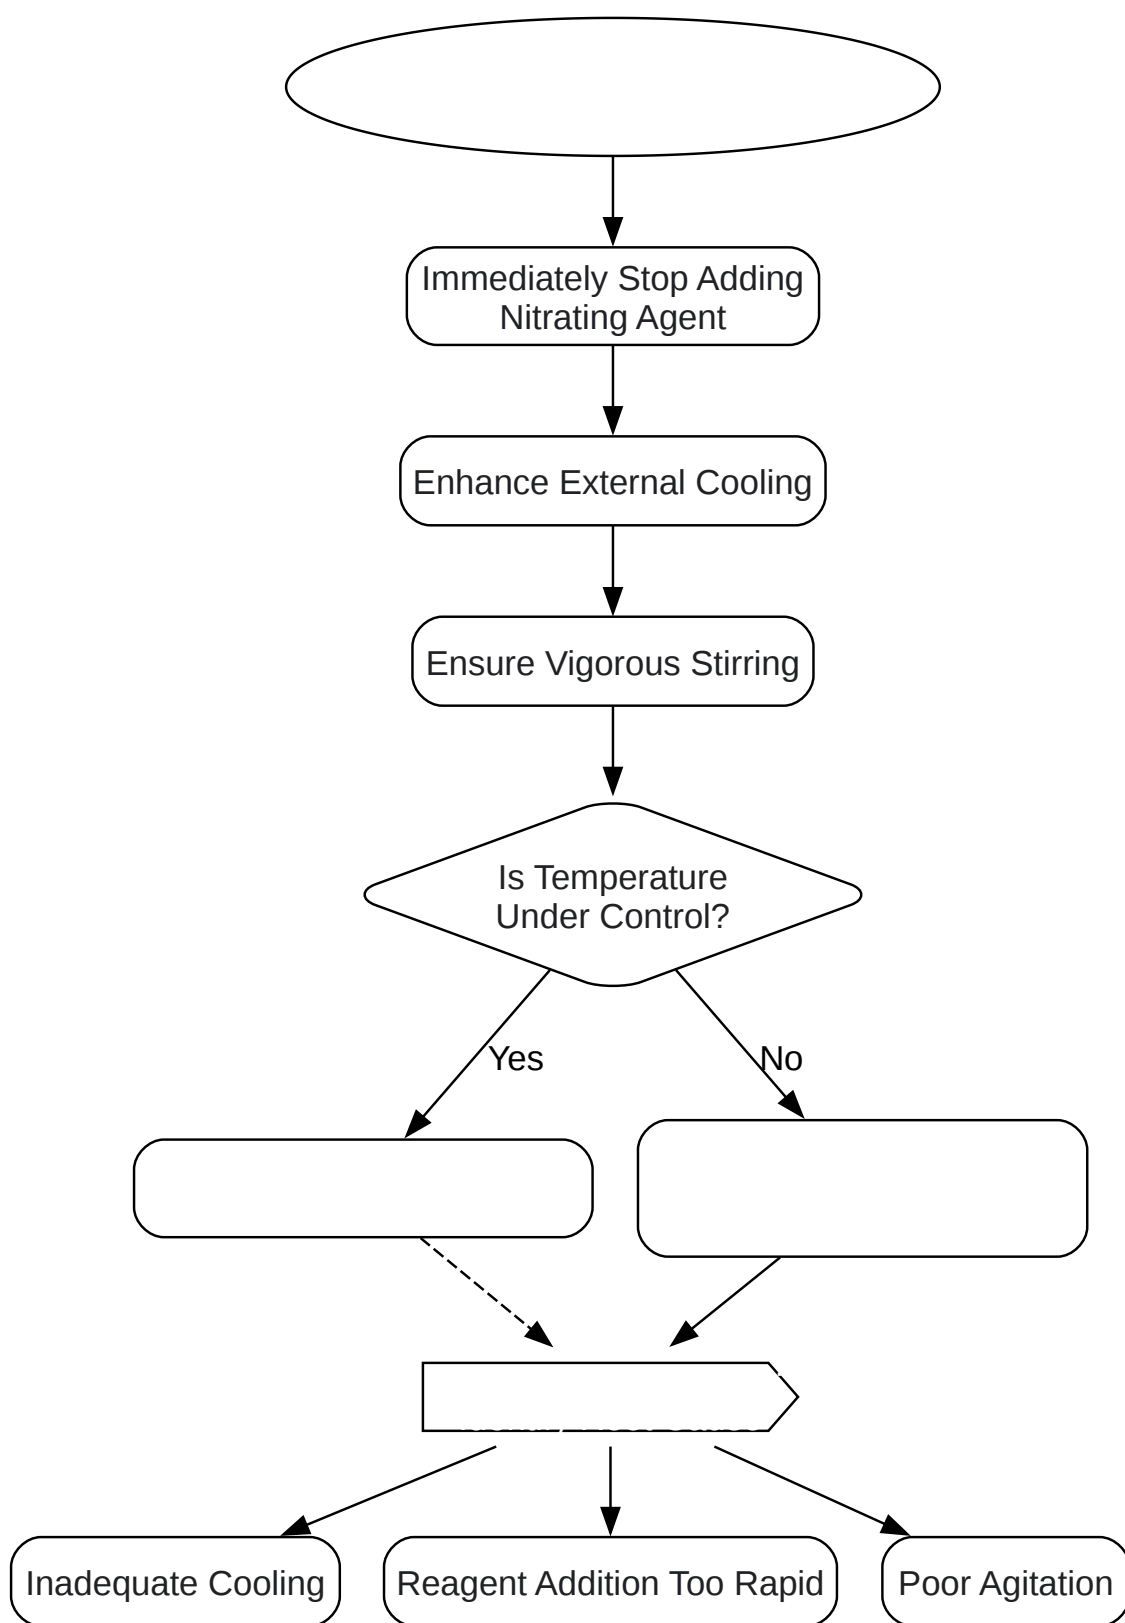 Immediately Stop Adding
Nitrating Agent
Enhance External Cooling
Ensure Vigorous Stirring
Is Temperature
Under Control?
Yes
No
Inadequate Cooling
Reagent Addition Too Rapid
Poor Agitation